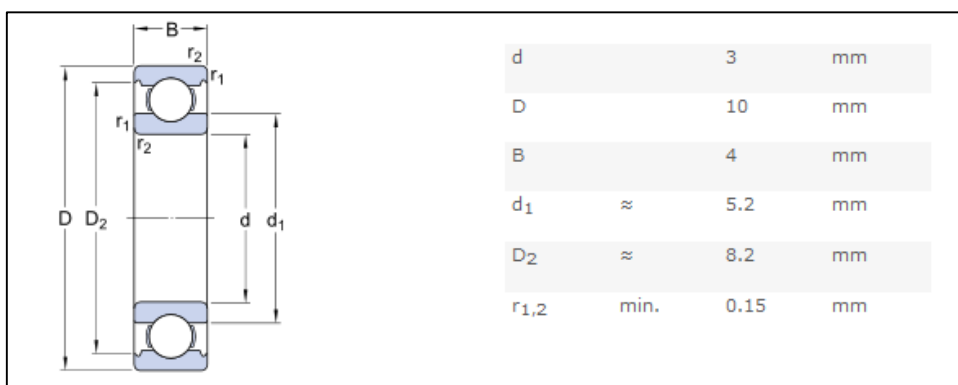 B
r2
r1
r1
r2
D D2 d d1
d 3 mm
D 10 mm
B 4 mm
d1 ≈ 5.2 mm
D2 ≈ 8.2 mm
r1,2 min. 0.15 mm